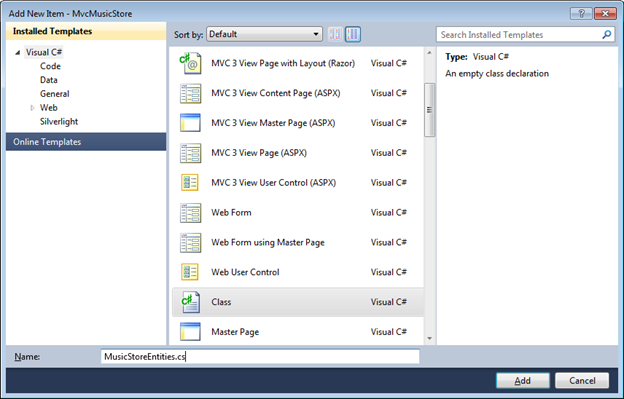 Add New Item - MvcMusicStore
Installed Templates
Visual C#
Code
Data
General
Web
Silverlight
Online Templates
Sort by: Default
MVC 3 View Page with Layout (Razor) Visual C#
MVC 3 View Content Page (ASPX) Visual C#
MVC 3 View Master Page (ASPX) Visual C#
MVC 3 View Page (ASPX) Visual C#
MVC 3 View User Control (ASPX) Visual C#
Web Form Visual C#
Web Form using Master Page Visual C#
Web User Control Visual C#
Class Visual C#
Master Page Visual C#
Search Installed Templates
Type: Visual C#
An empty class declaration
Name: MusicStoreEntities.cs
Add Cancel